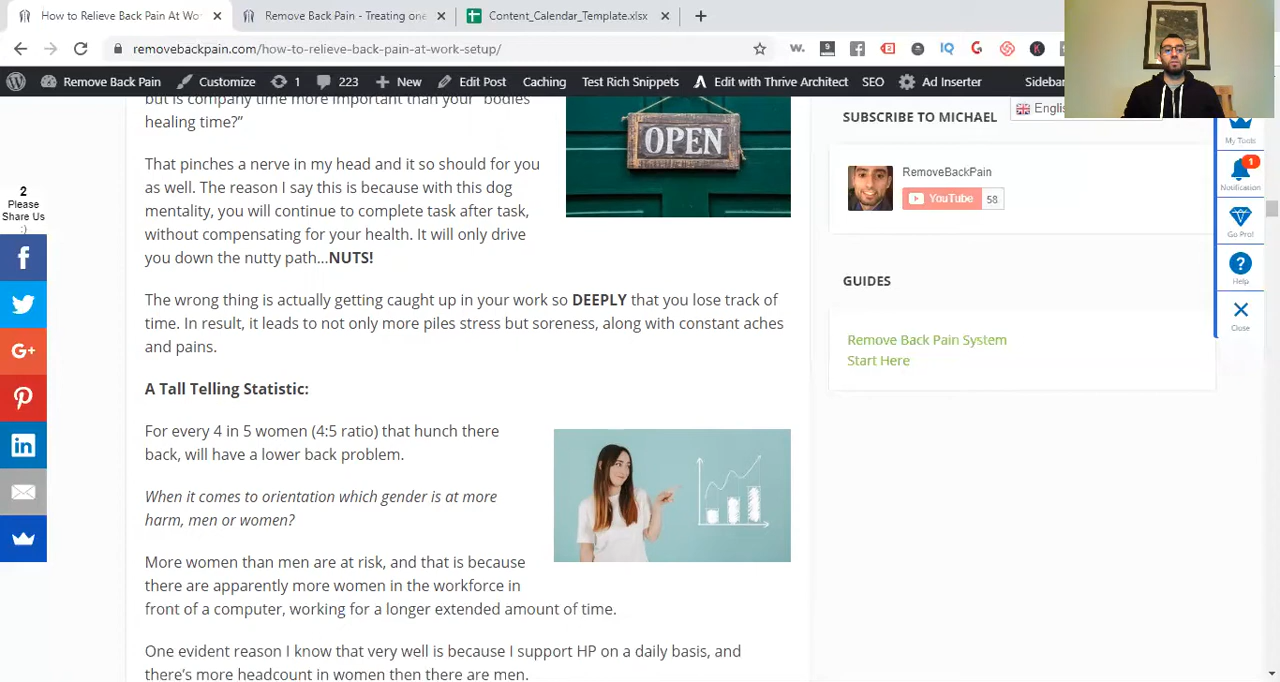 How to Relieve Back Pain At Wo
Remove Back Pain - Treating one
Content_Calendar_Template.xlsx
removebackpain.com/how-to-relieve-back-pain-at-work-setup/
Remove Back Pain
Customize
1
223
New
Edit Post
Caching
Test Rich Snippets
Edit with Thrive Architect
SEO
Ad Inserter
Sidebar
but is company time more important than your "bodies
healing time?"
OPEN
That pinches a nerve in my head and it so should for you
as well. The reason I say this is because with this dog
mentality, you will continue to complete task after task,
without compensating for your health. It will only drive
you down the nutty path…NUTS!
The wrong thing is actually getting caught up in your work so DEEPLY that you lose track of
time. In result, it leads to not only more piles stress but soreness, along with constant aches
and pains.
A Tall Telling Statistic:
For every 4 in 5 women (4:5 ratio) that hunch there
back, will have a lower back problem.
When it comes to orientation which gender is at more
harm, men or women?
More women than men are at risk, and that is because
there are apparently more women in the workforce in
front of a computer, working for a longer extended amount of time.
One evident reason I know that very well is because I support HP on a daily basis, and
there's more headcount in women then there are men.
2
Please
Share Us
:)
SUBSCRIBE TO MICHAEL
RemoveBackPain
YouTube
58
GUIDES
Remove Back Pain System
Start Here
My Tools
1
Notification
Go Pro!
Help
Close